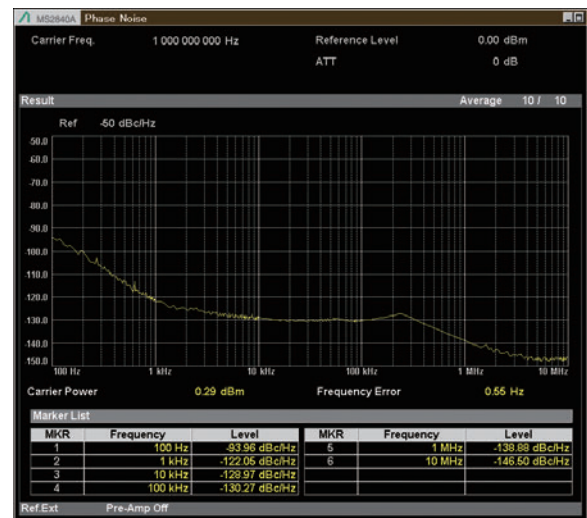 MS2840A Phase Noise
Carrier Freq. 1 000 000 000 Hz Reference Level 0.00 dBm
ATT 0 dB
Result Average 10 / 10
Ref -50 dBc/Hz
50.0
-60.0
-70.0
-80.0
-90.0
-100.0
-110.0
-120.0
-130.0
-140.0
150.0
100 Hz 1 kHz 10 kHz 100 kHz 1 MHz 10 MHz
Carrier Power 0.29 dBm Frequency Error 0.55 Hz
Marker List
MKR Frequency Level MKR Frequency Level
1 100 Hz -93.96 dBc/Hz 5 1 MHz -138.88 dBc/Hz
2 1 kHz -122.05 dBc/Hz 6 10 MHz -146.50 dBc/Hz
3 10 kHz -128.97 dBc/Hz
4 100 kHz -130.27 dBc/Hz
Ref.Ext Pre-Amp Off